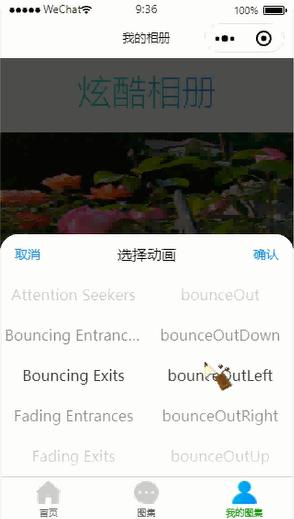 WeChat 9:36 100%
我的相册
炫酷相册
取消 选择动画 确认
Attention Seekers bounceOut
Bouncing Entranc... bounceOutDown
Bouncing Exits bounceOutLeft
Fading Entrances bounceOutRight
Fading Exits bounceOutUp
首页 图集 我的图集